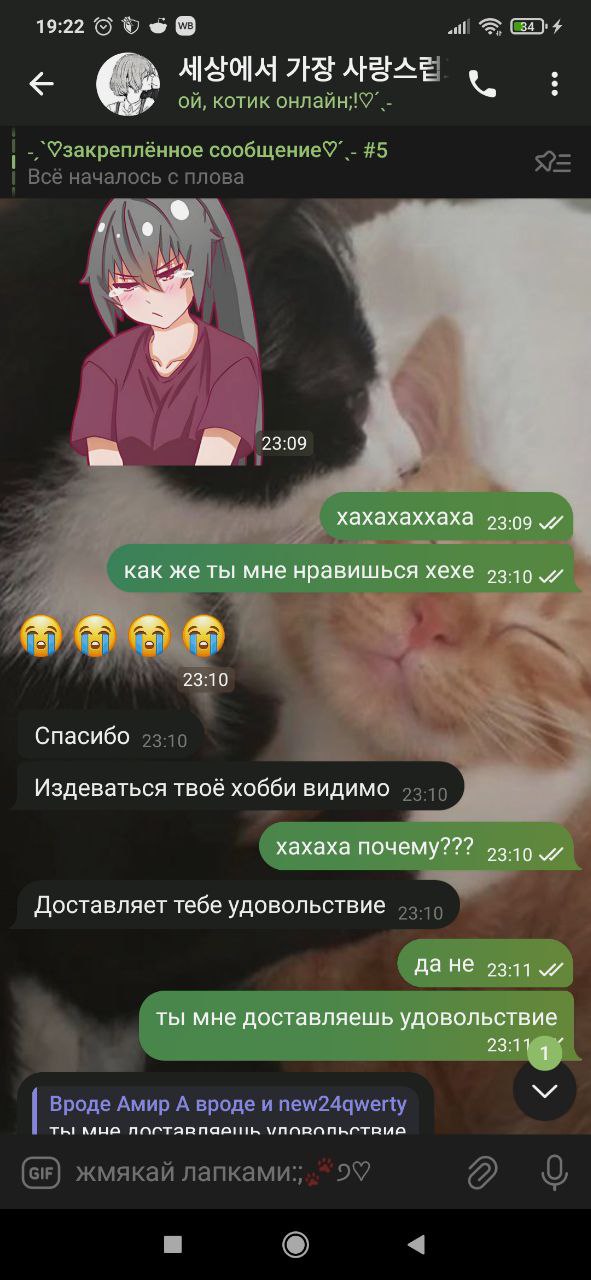 19:22 WB 34
세상에서 가장 사랑스럽
ой, котик онлайн;!♡ˊˎ-
-ˏˋ♡закреплённое сообщение♡ˊˎ- #5
Всё началось с плова
23:09
хахахаххаха 23:09
как же ты мне нравишься хехе 23:10
😭 😭 😭 😭
23:10
Спасибо 23:10
Издеваться твоё хобби видимо 23:10
хахаха почему??? 23:10
Доставляет тебе удовольствие 23:10
да не 23:11
ты мне доставляешь удовольствие
23:11
1
Вроде Амир А вроде и new24qwerty
ты мне доставляешь удовольствие
GIF жмякай лапками:;🐾੭♡